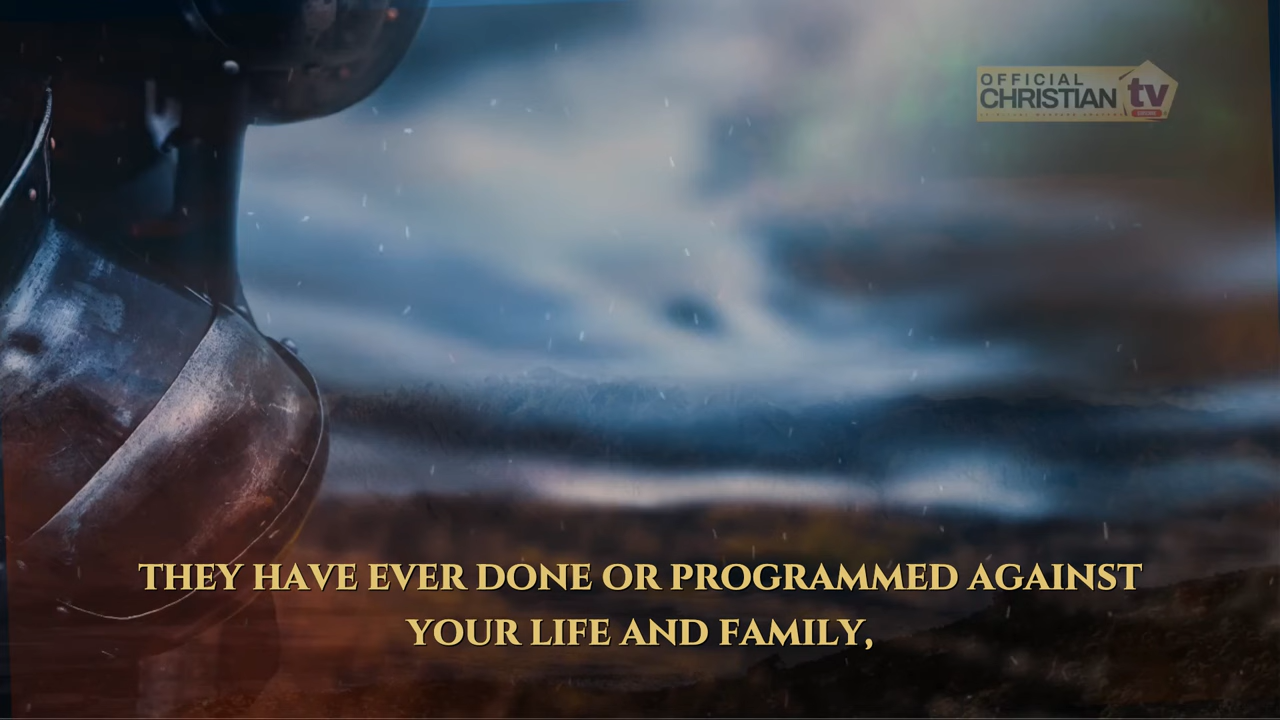 OFFICIAL
CHRISTIAN tv
THEY HAVE EVER DONE OR PROGRAMMED AGAINST
YOUR LIFE AND FAMILY,